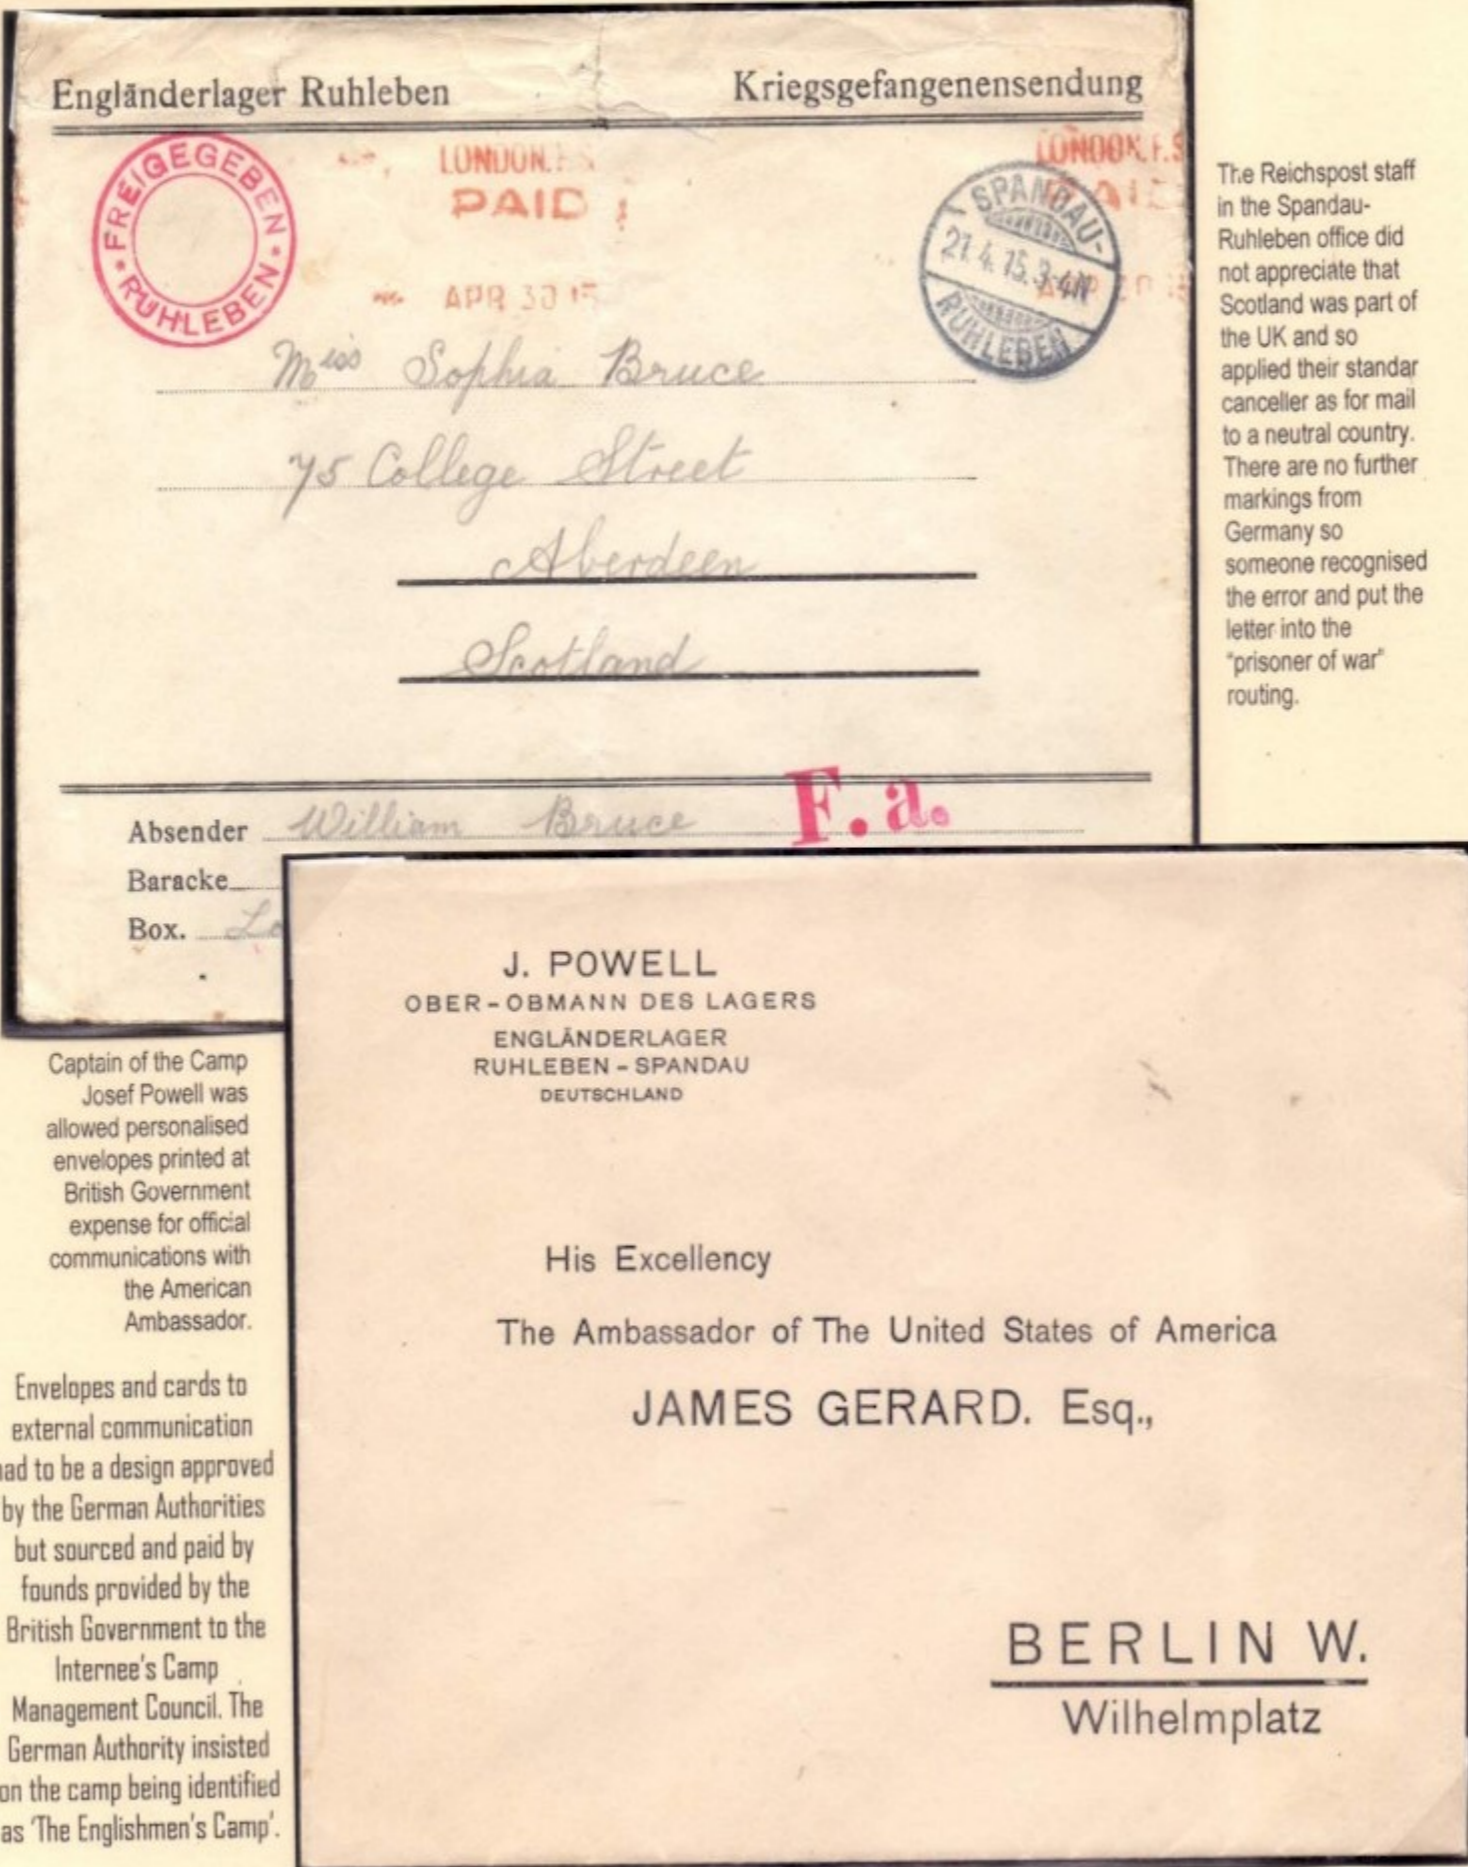 Engländerlager Ruhleben
Kriegsgefangenensendung
FREIGEGEBEN
RUHLEBEN
LONDON.F.S
PAID
APR 30 15
LONDON.F.S
PAID
APR 30 15
SPANDAU-
21.4.15.3-4N
RUHLEBEN
Miss Sophia Bruce
75 College Street
Aberdeen
Scotland
F.a.
Absender William Bruce
Baracke
Box.
The Reichspost staff
in the Spandau-
Ruhleben office did
not appreciate that
Scotland was part of
the UK and so
applied their standar
canceller as for mail
to a neutral country.
There are no further
markings from
Germany so
someone recognised
the error and put the
letter into the
"prisoner of war"
routing.
J. POWELL
OBER-OBMANN DES LAGERS
ENGLÄNDERLAGER
RUHLEBEN - SPANDAU
DEUTSCHLAND
His Excellency
The Ambassador of The United States of America
JAMES GERARD. Esq.,
BERLIN W.
Wilhelmplatz
Captain of the Camp
Josef Powell was
allowed personalised
envelopes printed at
British Government
expense for official
communications with
the American
Ambassador.
Envelopes and cards to
external communication
had to be a design approved
by the German Authorities
but sourced and paid by
founds provided by the
British Government to the
Internee's Camp
Management Council. The
German Authority insisted
on the camp being identified
as 'The Englishmen's Camp'.